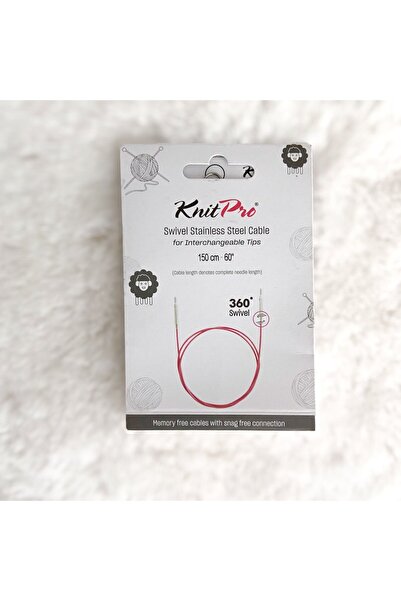 KnitPro®
Swivel Stainless Steel Cable
for Interchangeable Tips
150 cm - 60"
(Cable length denotes complete needle length)
360°
Swivel
Memory free cables with snag free connection